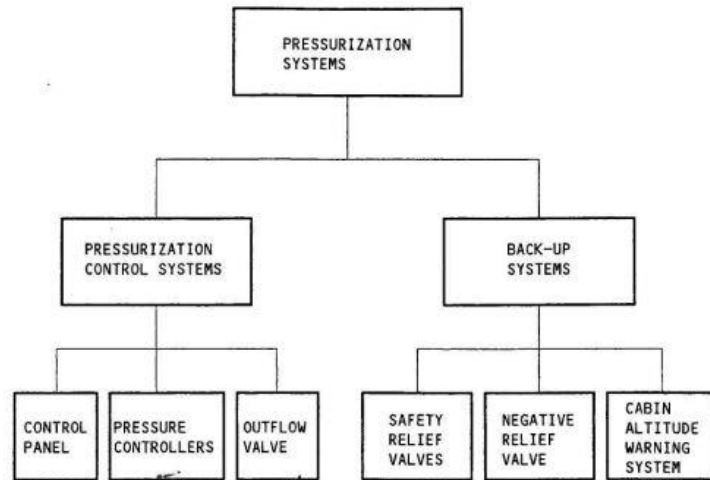 PRESSURIZATION
SYSTEMS
PRESSURIZATION
CONTROL SYSTEMS
BACK-UP
SYSTEMS
CONTROL
PANEL
PRESSURE
CONTROLLERS
OUTFLOW
VALVE
SAFETY
RELIEF
VALVES
NEGATIVE
RELIEF
VALVE
CABIN
ALTITUDE
WARNING
SYSTEM